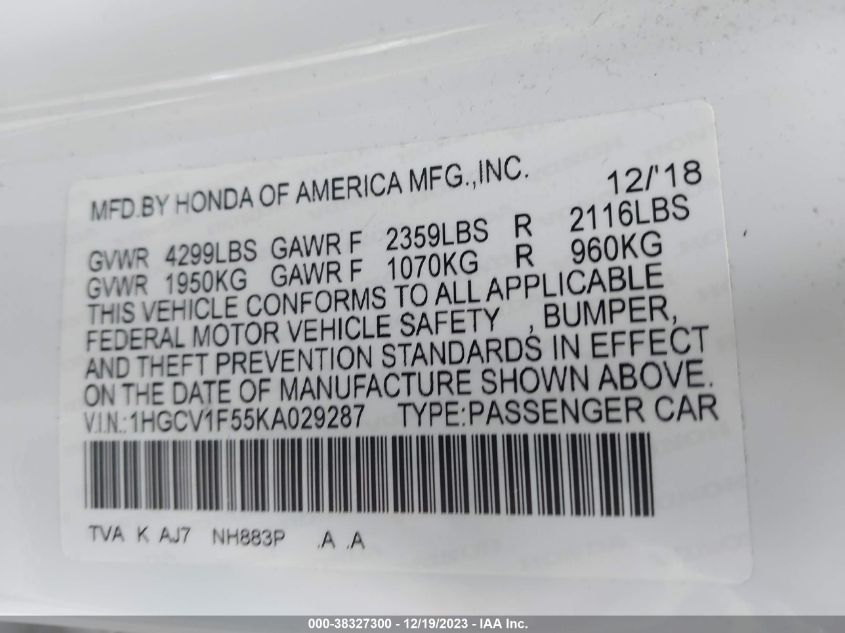 MFD.BY HONDA OF AMERICA MFG.,INC. 12/'18
GVWR 4299LBS GAWR F 2359LBS R 2116LBS
GVWR 1950KG GAWR F 1070KG R 960KG
THIS VEHICLE CONFORMS TO ALL APPLICABLE
FEDERAL MOTOR VEHICLE SAFETY , BUMPER,
AND THEFT PREVENTION STANDARDS IN EFFECT
ON THE DATE OF MANUFACTURE SHOWN ABOVE.
V.I.N.:1HGCV1F55KA029287 TYPE:PASSENGER CAR
TVA K AJ7 NH883P .A .A
000-38327300 - 12/19/2023 - IAA Inc.